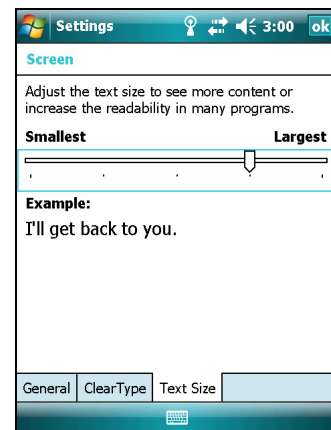 Settings 3:00 ok
Screen
Adjust the text size to see more content or
increase the readability in many programs.
Smallest Largest
Example:
I'll get back to you.
General ClearType Text Size